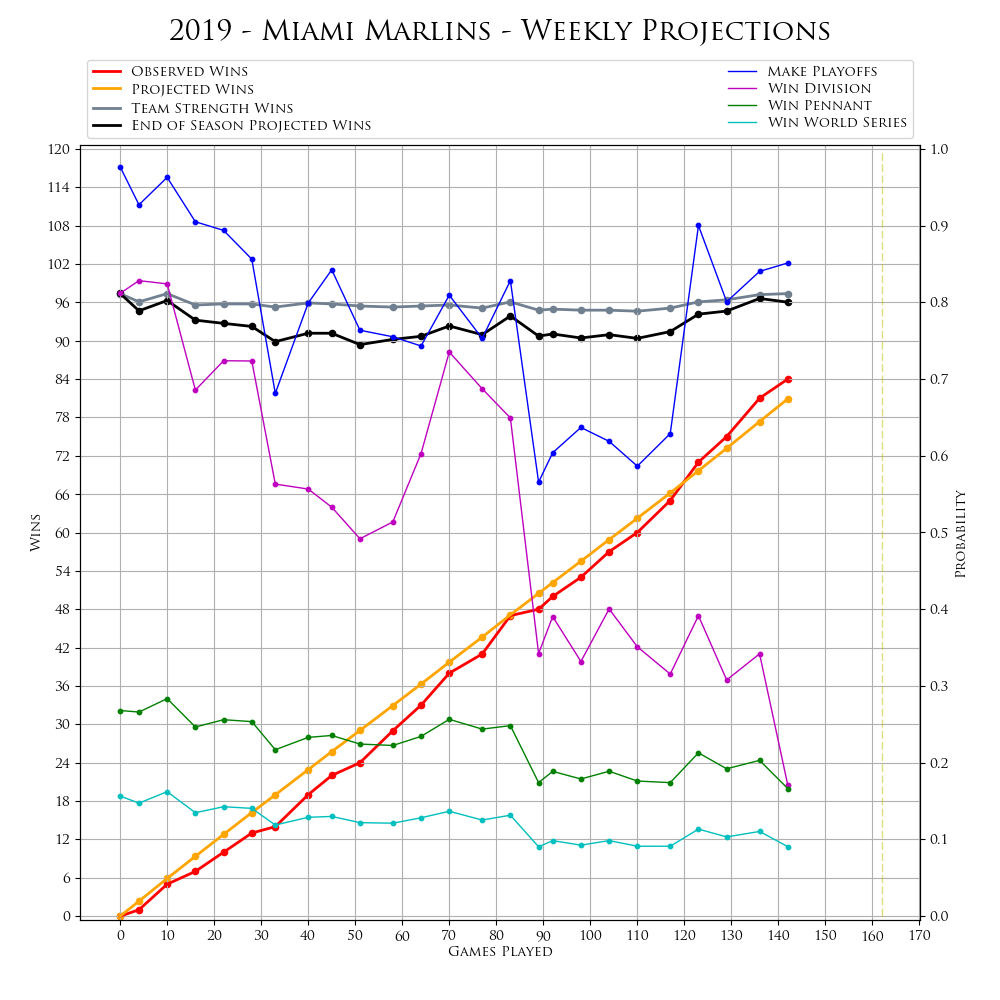 2019 - Miami Marlins - Weekly Projections
Observed Wins
Projected Wins
Team Strength Wins
End of Season Projected Wins
Make Playoffs
Win Division
Win Pennant
Win World Series
120
114
108
102
96
90
84
78
72
66
60
54
48
42
36
30
24
18
12
6
0
Wins
1.0
0.9
0.8
0.7
0.6
0.5
0.4
0.3
0.2
0.1
0.0
Probability
0 10 20 30 40 50 60 70 80 90 100 110 120 130 140 150 160 170
Games Played